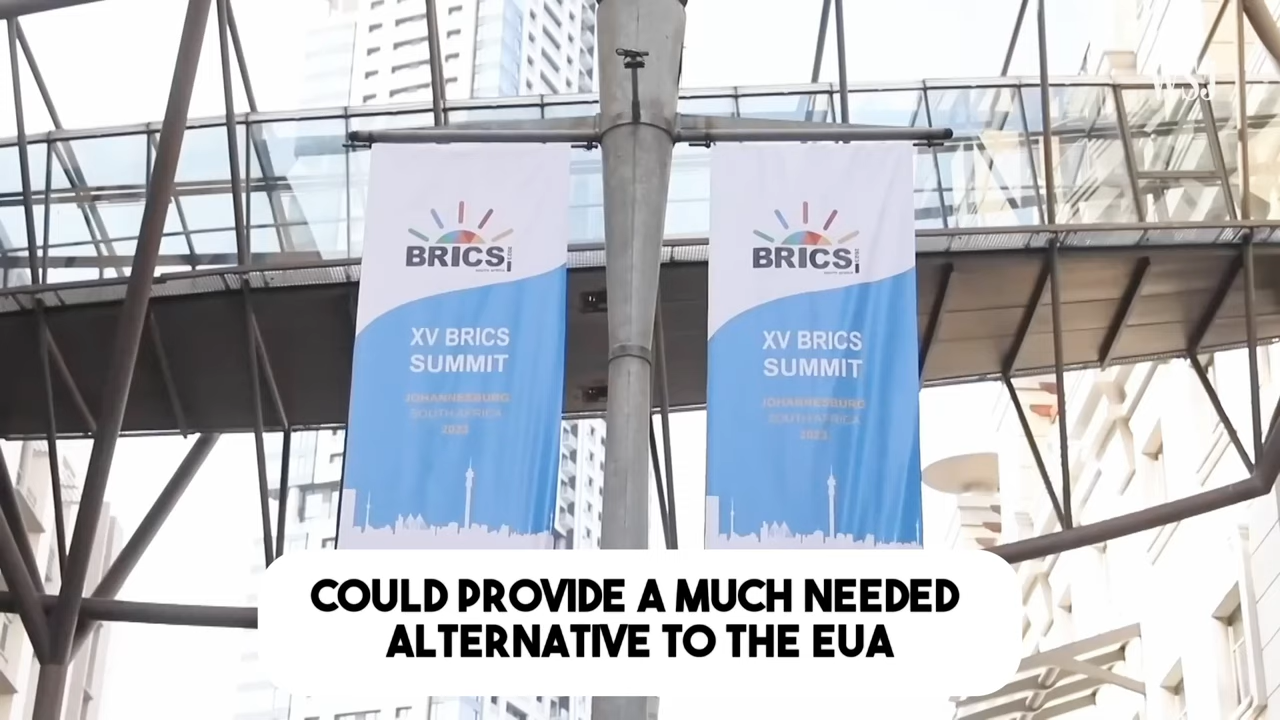 WSJ
BRICS
XV BRICS
SUMMIT
JOHANNESBURG
SOUTH AFRICA
2023
BRICS
XV BRICS
SUMMIT
JOHANNESBURG
SOUTH AFRICA
2023
COULD PROVIDE A MUCH NEEDED
ALTERNATIVE TO THE EUA